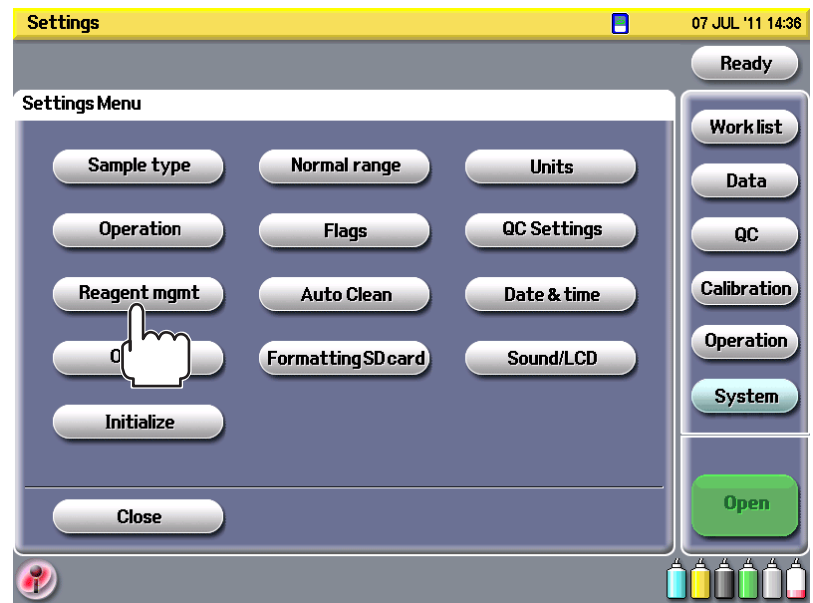 Settings
07 JUL '11 14:36
Ready
Settings Menu
Work list
Sample type
Normal range
Units
Data
Operation
Flags
QC Settings
QC
Reagent mgmt
Auto Clean
Date & time
Calibration
Operation
Formatting SD card
Sound/LCD
System
Initialize
Open
Close